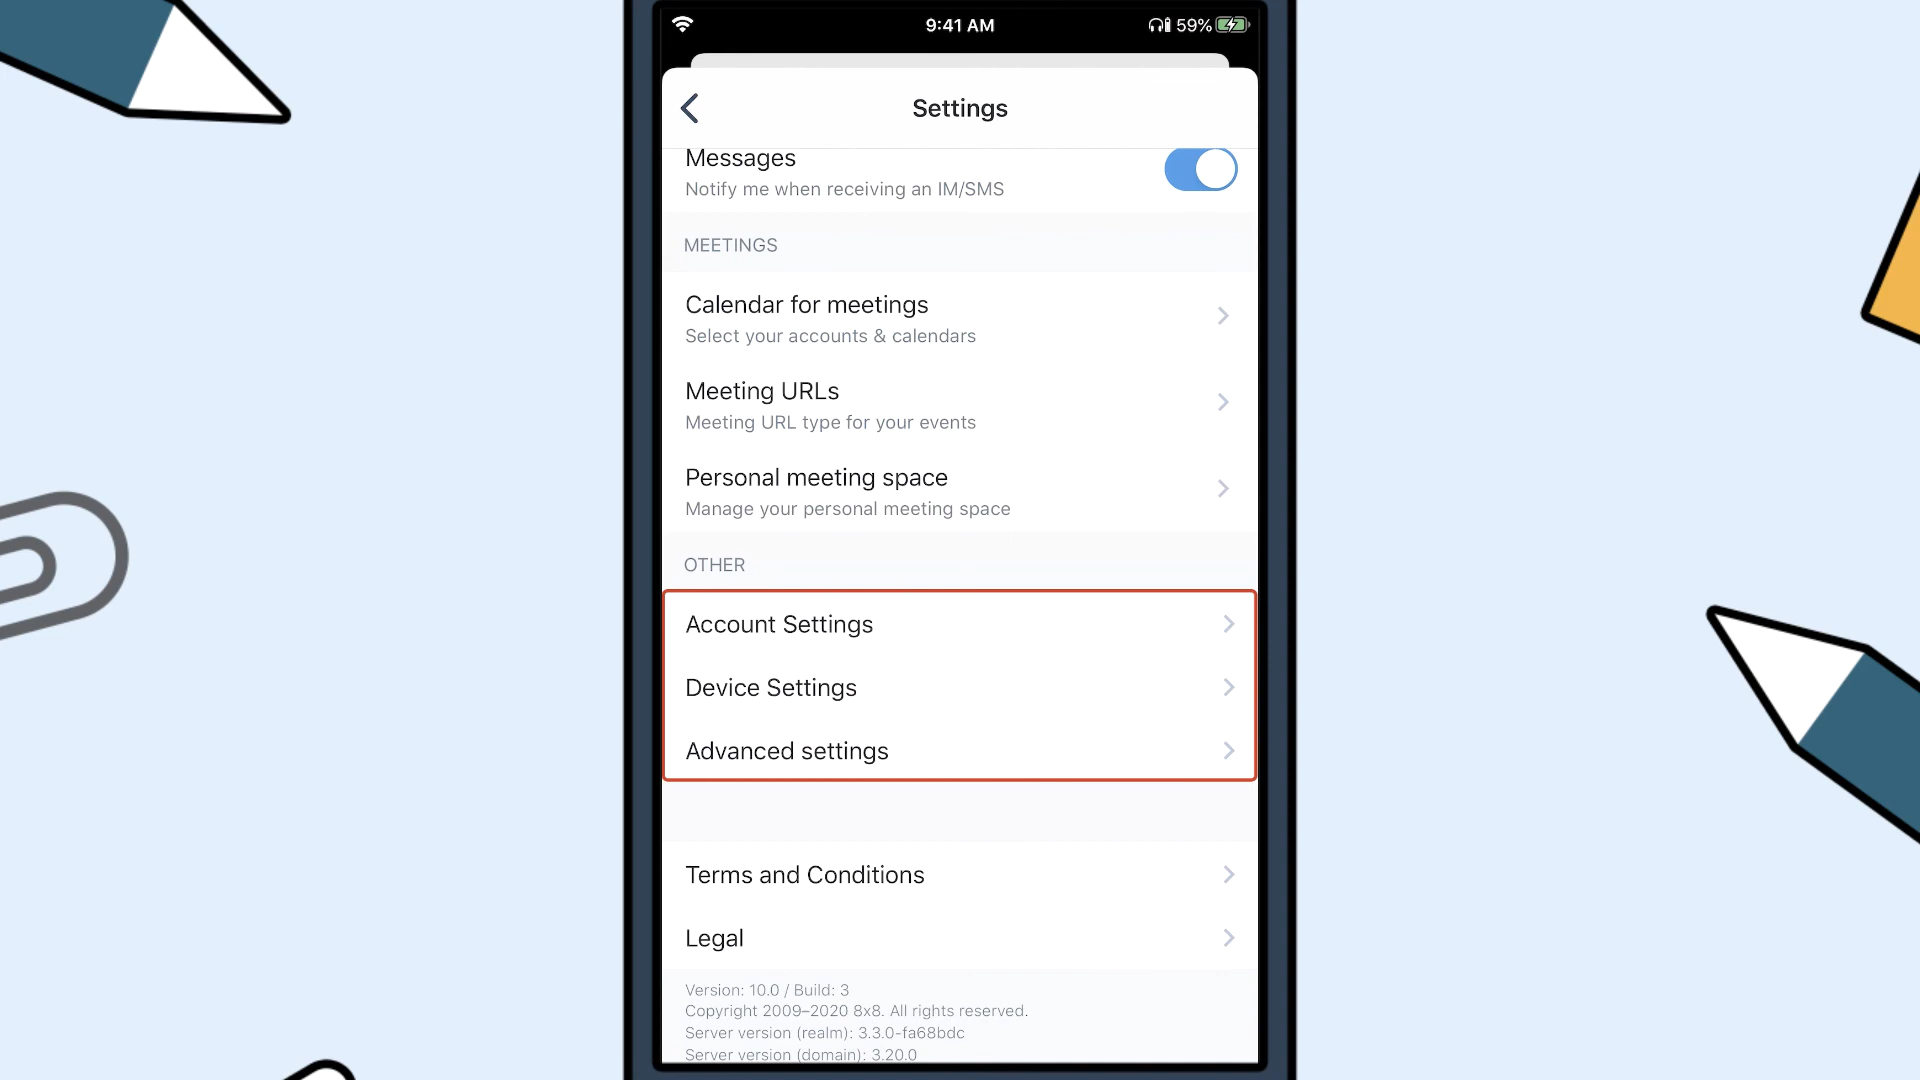 9:41 AM
59%
Settings
Messages
Notify me when receiving an IM/SMS
MEETINGS
Calendar for meetings
Select your accounts & calendars
Meeting URLs
Meeting URL type for your events
Personal meeting space
Manage your personal meeting space
OTHER
Account Settings
Device Settings
Advanced settings
Terms and Conditions
Legal
Version: 10.0 / Build: 3
Copyright 2009–2020 8x8. All rights reserved.
Server version (realm): 3.3.0-fa68bdc
Server version (domain): 3.20.0